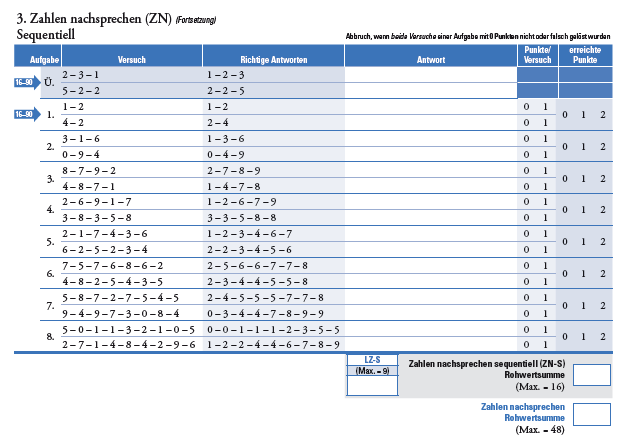 3. Zahlen nachsprechen (ZN) (Fortsetzung)
Sequentiell
Abbruch, wenn beide Versuche einer Aufgabe mit 0 Punkten nicht oder falsch gelöst wurden
Aufgabe Versuch Richtige Antworten Antwort Punkte/Versuch erreichte Punkte
16–90 Ü. 2 – 3 – 1 1 – 2 – 3
5 – 2 – 2 2 – 2 – 5
16–90 1. 1 – 2 1 – 2 0 1 0 1 2
4 – 2 2 – 4 0 1
2. 3 – 1 – 6 1 – 3 – 6 0 1 0 1 2
0 – 9 – 4 0 – 4 – 9 0 1
3. 8 – 7 – 9 – 2 2 – 7 – 8 – 9 0 1 0 1 2
4 – 8 – 7 – 1 1 – 4 – 7 – 8 0 1
4. 2 – 6 – 9 – 1 – 7 1 – 2 – 6 – 7 – 9 0 1 0 1 2
3 – 8 – 3 – 5 – 8 3 – 3 – 5 – 8 – 8 0 1
5. 2 – 1 – 7 – 4 – 3 – 6 1 – 2 – 3 – 4 – 6 – 7 0 1 0 1 2
6 – 2 – 5 – 2 – 3 – 4 2 – 2 – 3 – 4 – 5 – 6 0 1
6. 7 – 5 – 7 – 6 – 8 – 6 – 2 2 – 5 – 6 – 6 – 7 – 7 – 8 0 1 0 1 2
4 – 8 – 2 – 5 – 4 – 3 – 5 2 – 3 – 4 – 4 – 5 – 5 – 8 0 1
7. 5 – 8 – 7 – 2 – 7 – 5 – 4 – 5 2 – 4 – 5 – 5 – 5 – 7 – 7 – 8 0 1 0 1 2
9 – 4 – 9 – 7 – 3 – 0 – 8 – 4 0 – 3 – 4 – 4 – 7 – 8 – 9 – 9 0 1
8. 5 – 0 – 1 – 1 – 3 – 2 – 1 – 0 – 5 0 – 0 – 1 – 1 – 1 – 2 – 3 – 5 – 5 0 1 0 1 2
2 – 7 – 1 – 4 – 8 – 4 – 2 – 9 – 6 1 – 2 – 2 – 4 – 4 – 6 – 7 – 8 – 9 0 1
LZ-S
(Max. = 9)
Zahlen nachsprechen sequentiell (ZN-S)
Rohwertsumme
(Max. = 16)
Zahlen nachsprechen
Rohwertsumme
(Max. = 48)